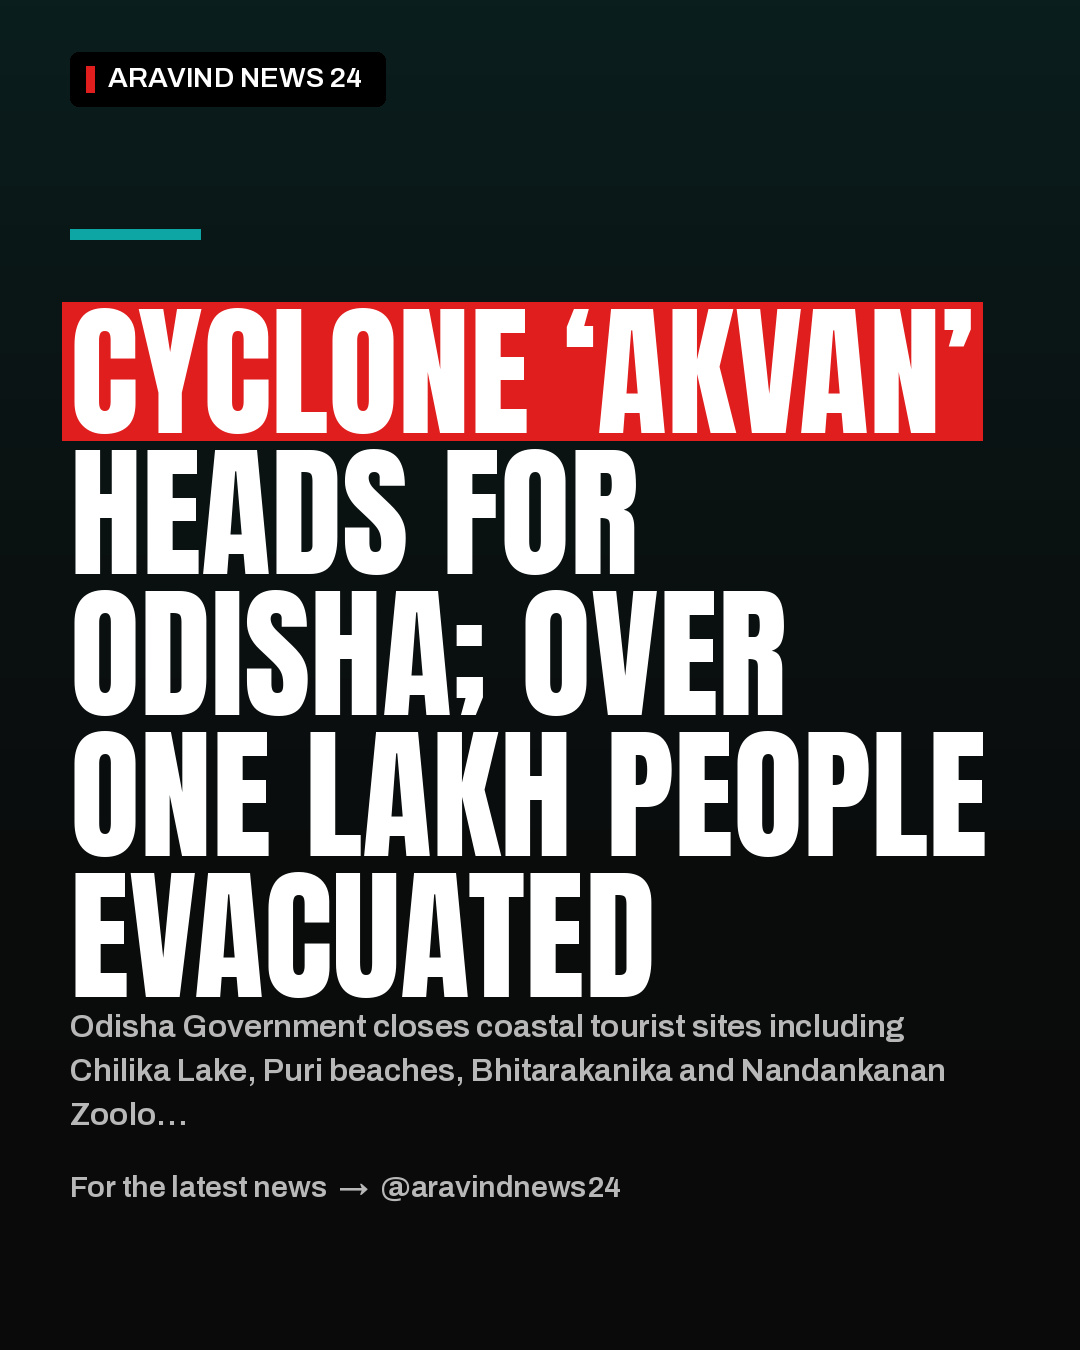 ARAVIND NEWS 24
CYCLONE ‘AKVAN’
HEADS FOR
ODISHA; OVER
ONE LAKH PEOPLE
EVACUATED
Odisha Government closes coastal tourist sites including
Chilika Lake, Puri beaches, Bhitarakanika and Nandankanan
Zoolo...
For the latest news → @aravindnews24